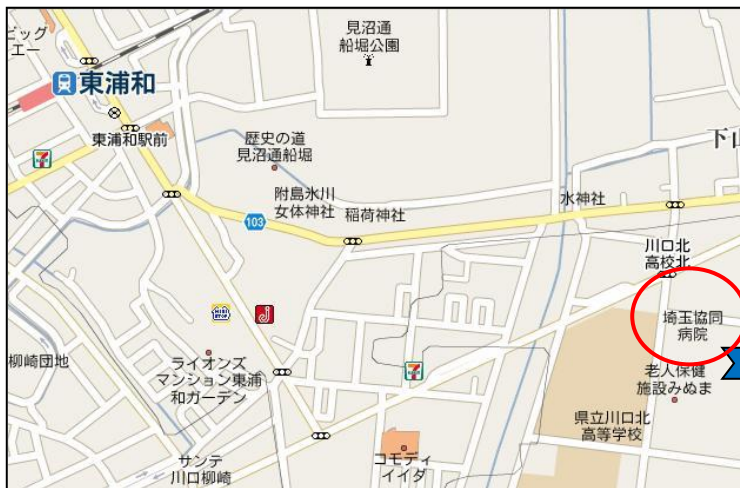 ビッグ
エー
見沼通
船堀公園
東浦和
東浦和駅前
歴史の道
見沼通船堀
下山
附島氷川
女体神社
稲荷神社
水神社
103
川口北
高校北
埼玉協同
病院
柳崎団地
ライオンズ
マンション東浦
和ガーデン
老人保健
施設みぬま
県立川口北
高等学校
サンテ
川口柳崎
コモディ
イイダ